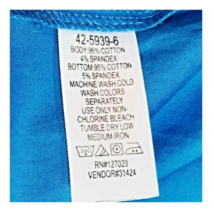 42-5939-6
BODY:96% COTTON
4% SPANDEX
BOTTOM:95% COTTON
5% SPANDEX
MACHINE WASH COLD
WASH COLORS
SEPARATELY
USE ONLY NON-
CHLORINE BLEACH
TUMBLE DRY LOW
MEDIUM IRON
RN#127020
VENDOR#31424